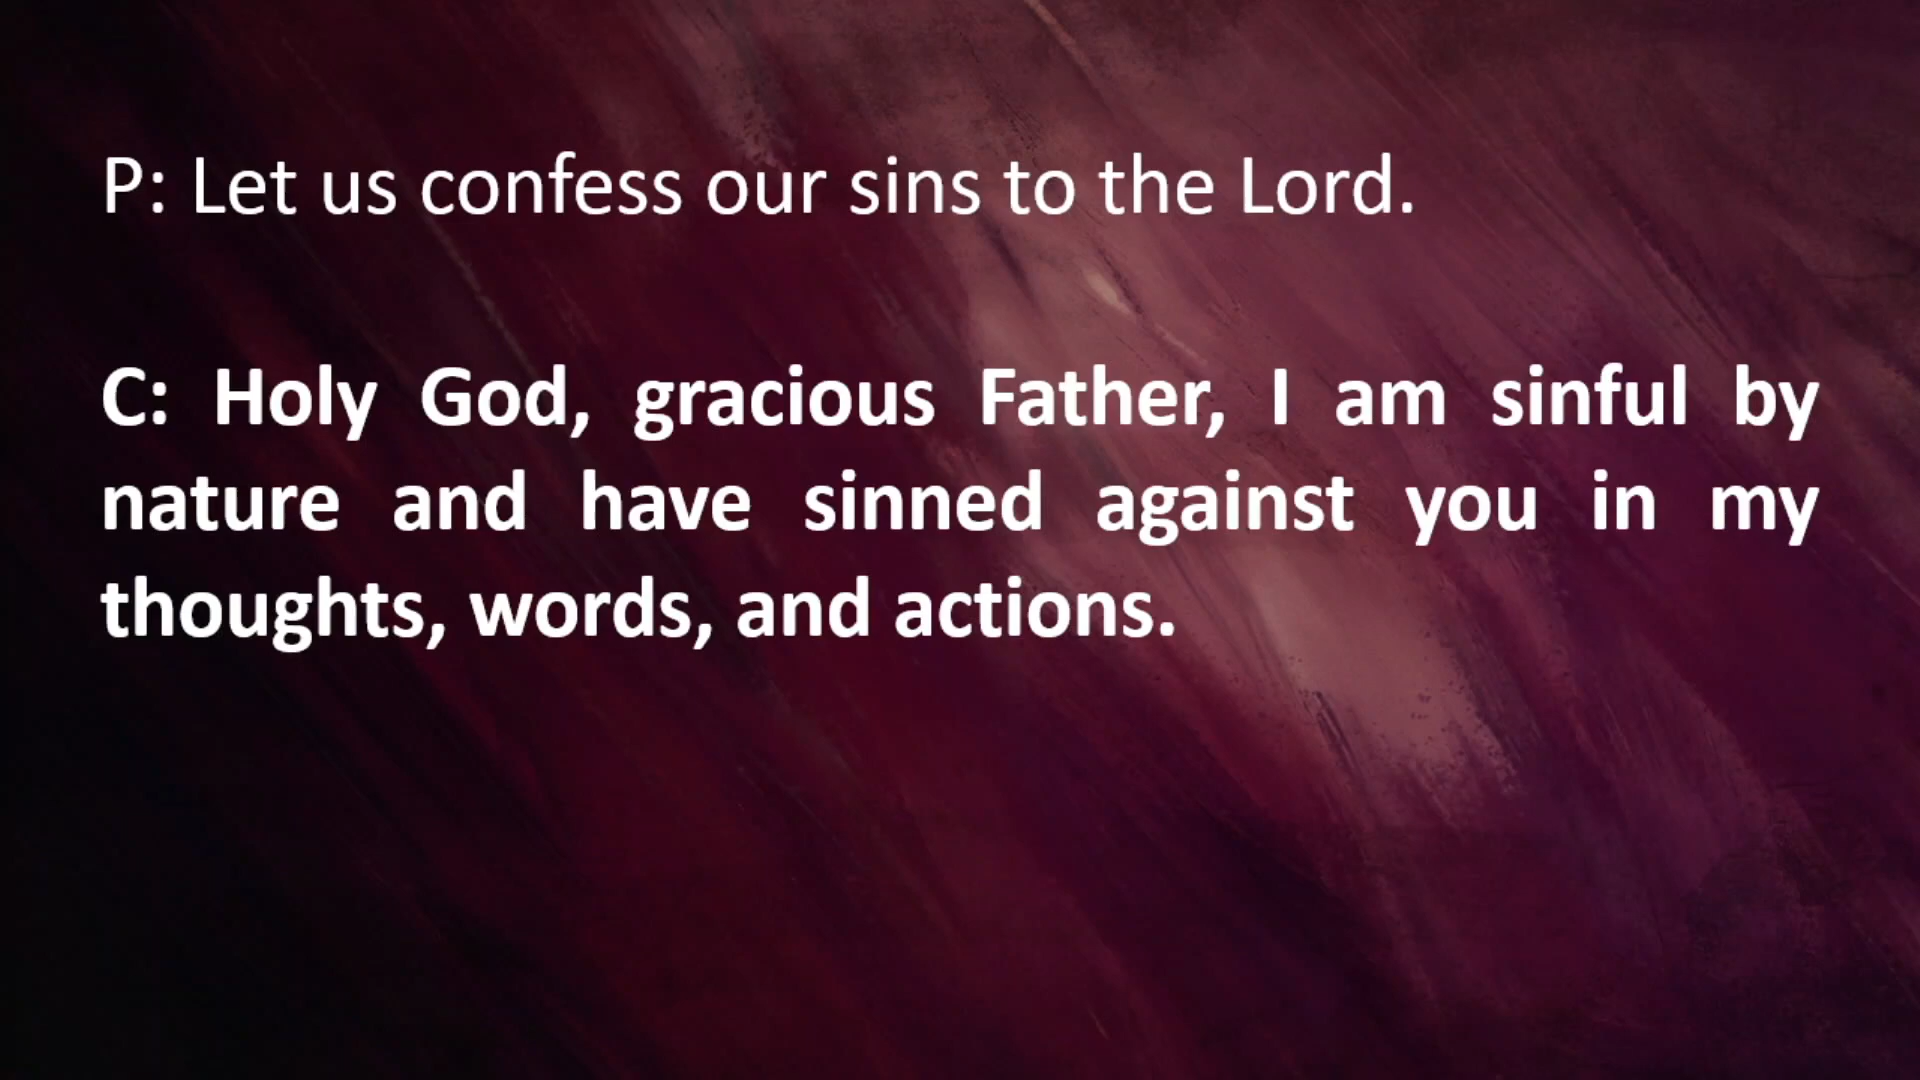 P: Let us confess our sins to the Lord.
C: Holy God, gracious Father, I am sinful by
nature and have sinned against you in my
thoughts, words, and actions.